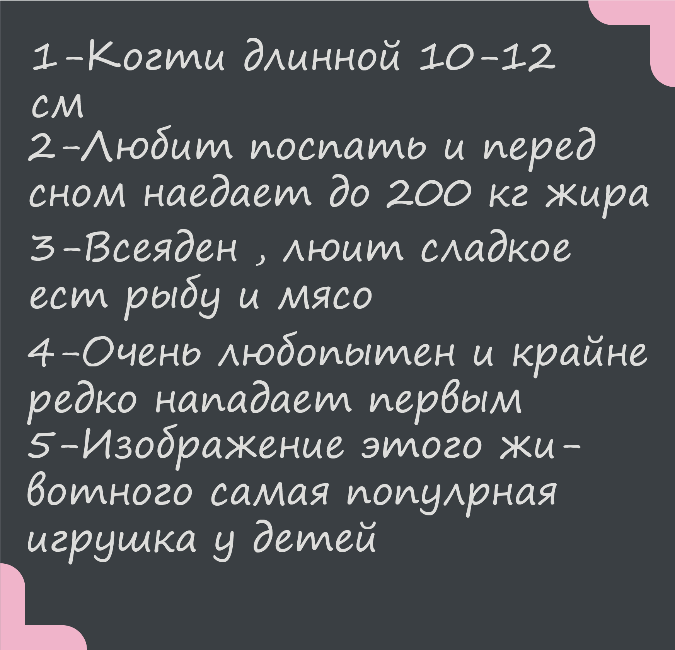 1-Когти длинной 10-12
см
2-Любит поспать и перед
сном наедает до 200 кг жира
3-Всеяден , люит сладкое
ест рыбу и мясо
4-Очень любопытен и крайне
редко нападает первым
5-Изображение этого жи-
вотного самая популрная
игрушка у детей